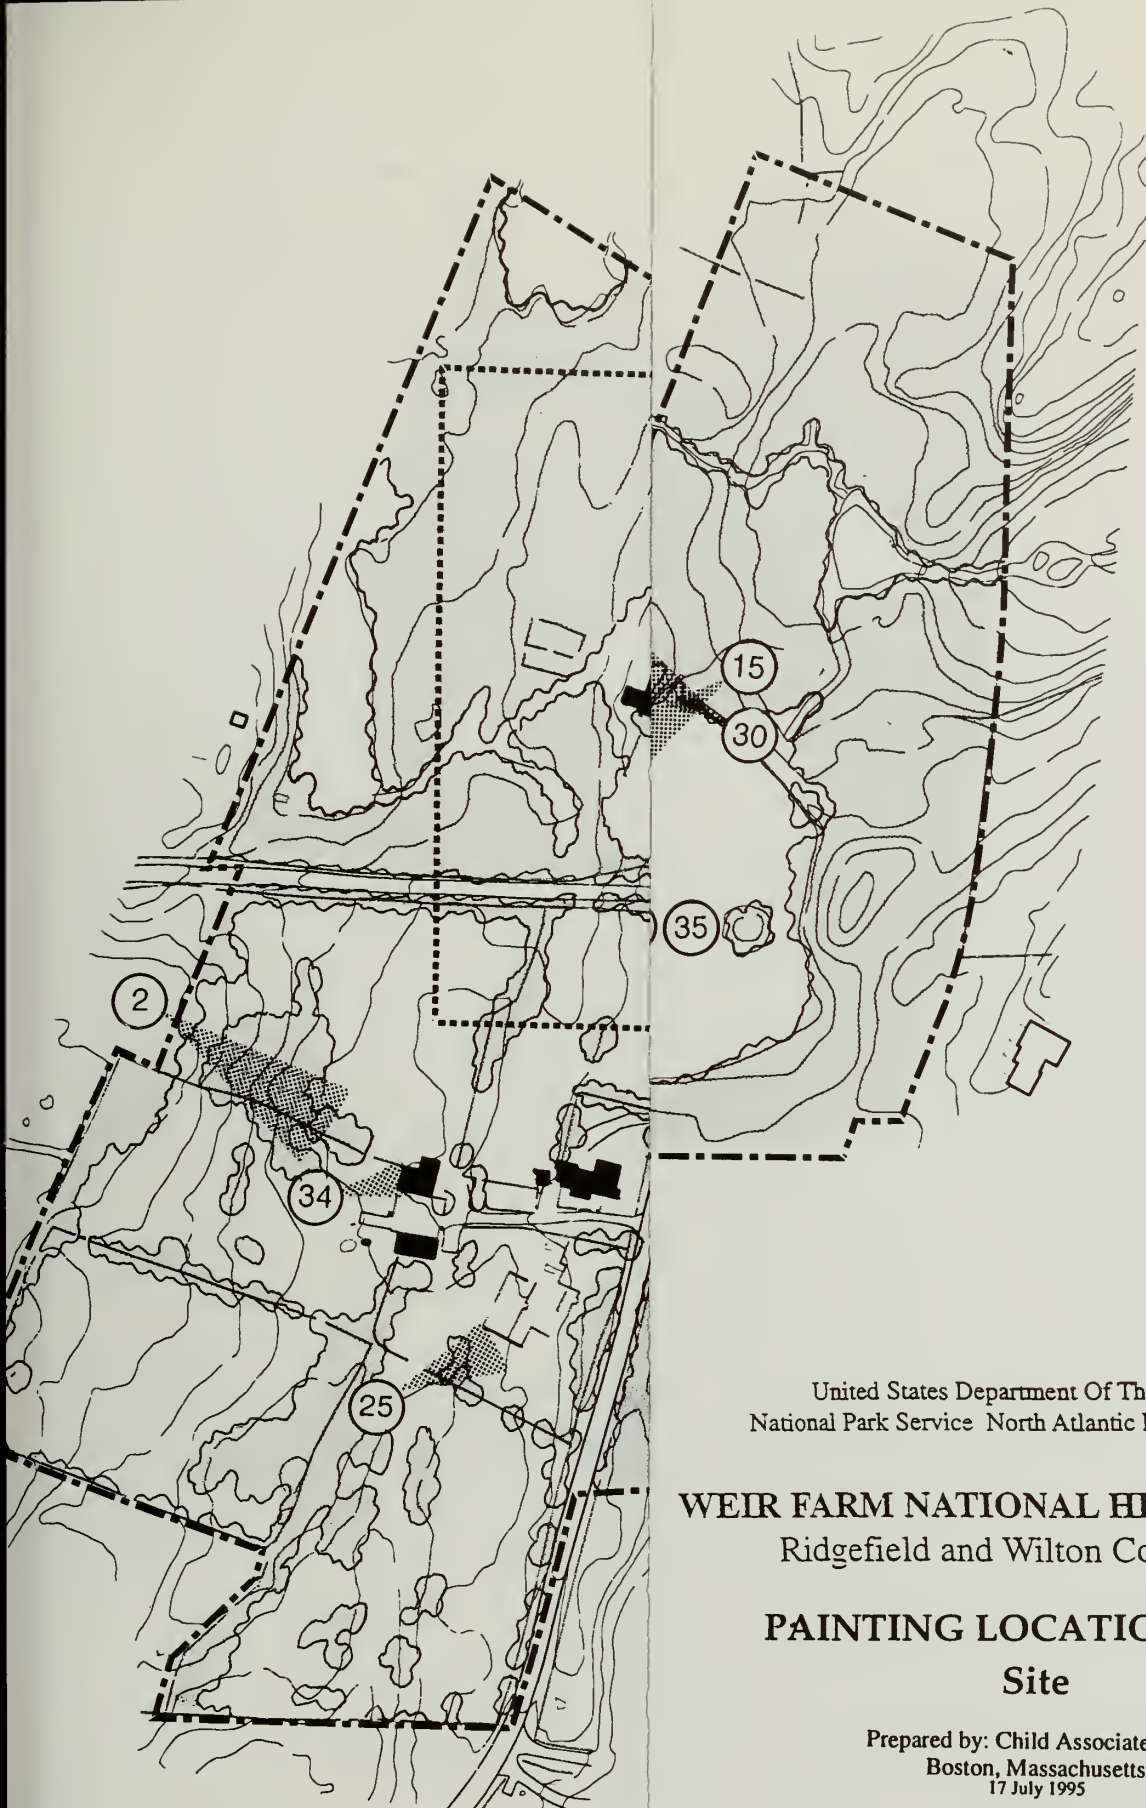 15
30
35
2
34
25
United States Department Of Th
National Park Service North Atlantic
WEIR FARM NATIONAL HI
Ridgefield and Wilton Co
PAINTING LOCATIO
Site
Prepared by: Child Associate
Boston, Massachusetts
17 July 1995